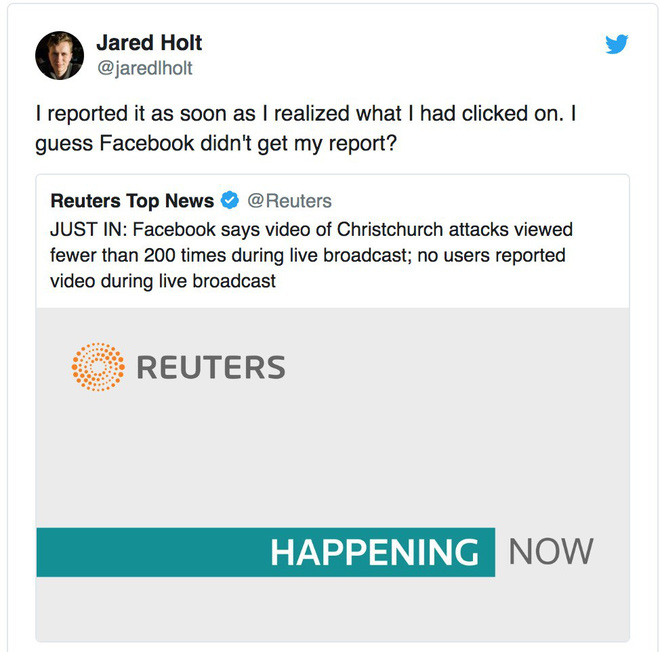 Jared Holt
@jaredlholt
I reported it as soon as I realized what I had clicked on. I
guess Facebook didn't get my report?
Reuters Top News @Reuters
JUST IN: Facebook says video of Christchurch attacks viewed
fewer than 200 times during live broadcast; no users reported
video during live broadcast
REUTERS
HAPPENING NOW